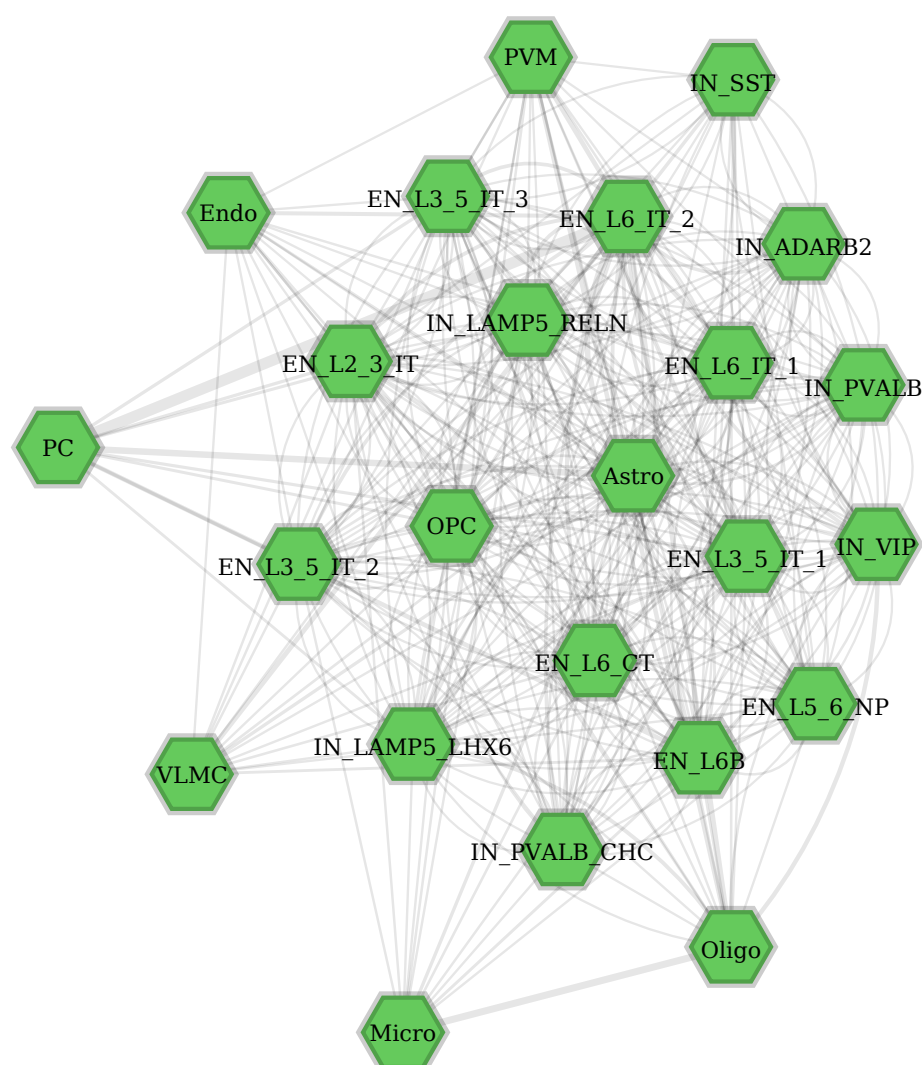 PVM
IN_SST
EN_L3_5_IT_3
Endo
EN_L6_IT_2
IN_ADARB2
IN_LAMP5_RELN
EN_L2_3_IT
EN_L6_IT_1
IN_PVALB
PC
Astro
OPC
IN_VIP
EN_L3_5_IT_1
EN_L3_5_IT_2
EN_L6_CT
EN_L5_6_NP
IN_LAMP5_LHX6
EN_L6B
VLMC
IN_PVALB_CHC
Oligo
Micro